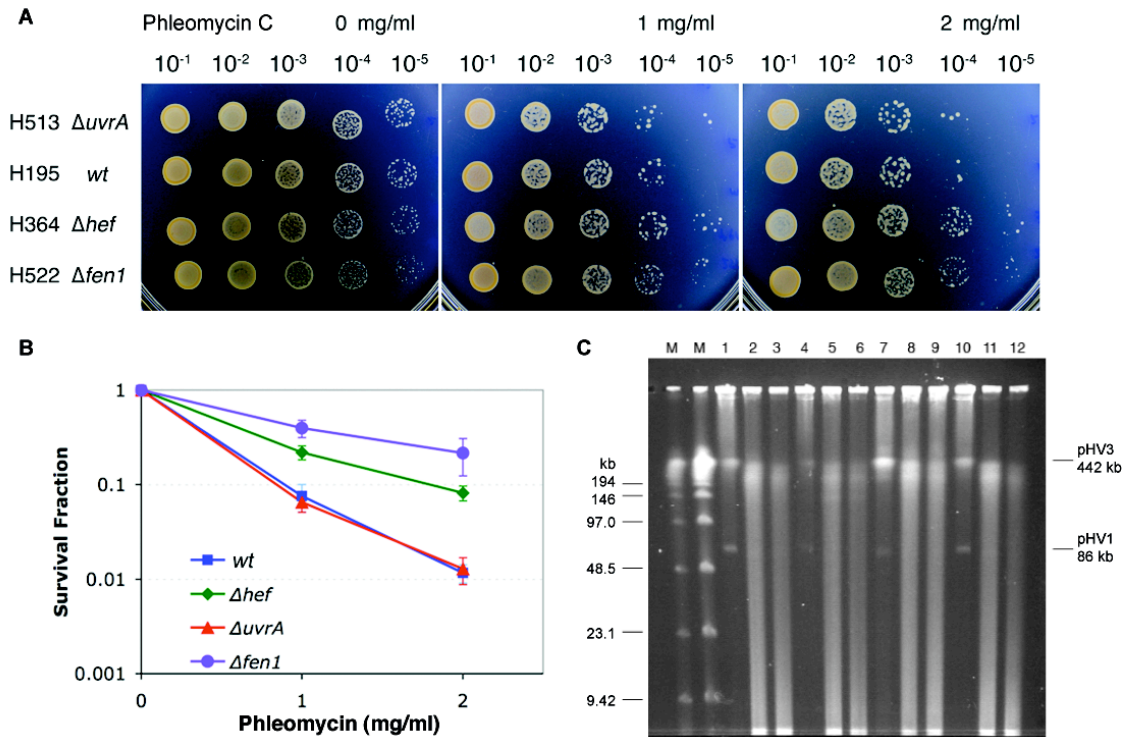 A
Phleomycin C 0 mg/ml 1 mg/ml 2 mg/ml
10⁻¹ 10⁻² 10⁻³ 10⁻⁴ 10⁻⁵ 10⁻¹ 10⁻² 10⁻³ 10⁻⁴ 10⁻⁵ 10⁻¹ 10⁻² 10⁻³ 10⁻⁴ 10⁻⁵
H513 ΔuvrA
H195 wt
H364 Δhef
H522 Δfen1
B
Survival Fraction
1
0.1
0.01
0.001
wt
Δhef
ΔuvrA
Δfen1
0 1 2
Phleomycin (mg/ml)
C
M M 1 2 3 4 5 6 7 8 9 10 11 12
kb
194
146
97.0
48.5
23.1
9.42
pHV3
442 kb
pHV1
86 kb